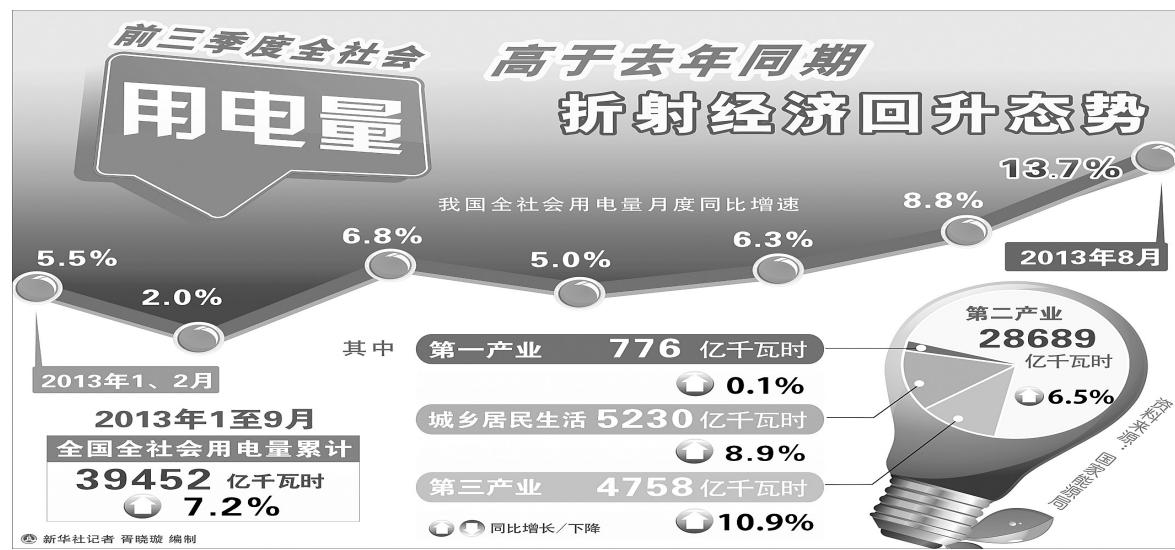 前三季度全社会
用电量
高于去年同期
折射经济回升态势
我国全社会用电量月度同比增速
5.5%
2.0%
6.8%
5.0%
6.3%
8.8%
13.7%
2013年1、2月
2013年8月
2013年1至9月
全国全社会用电量累计
39452 亿千瓦时
7.2%
其中
第一产业 776 亿千瓦时
0.1%
城乡居民生活 5230 亿千瓦时
8.9%
第三产业 4758 亿千瓦时
10.9%
同比增长/下降
第二产业
28689
亿千瓦时
6.5%
资料来源：国家能源局
新华社记者 胥晓璇 编制